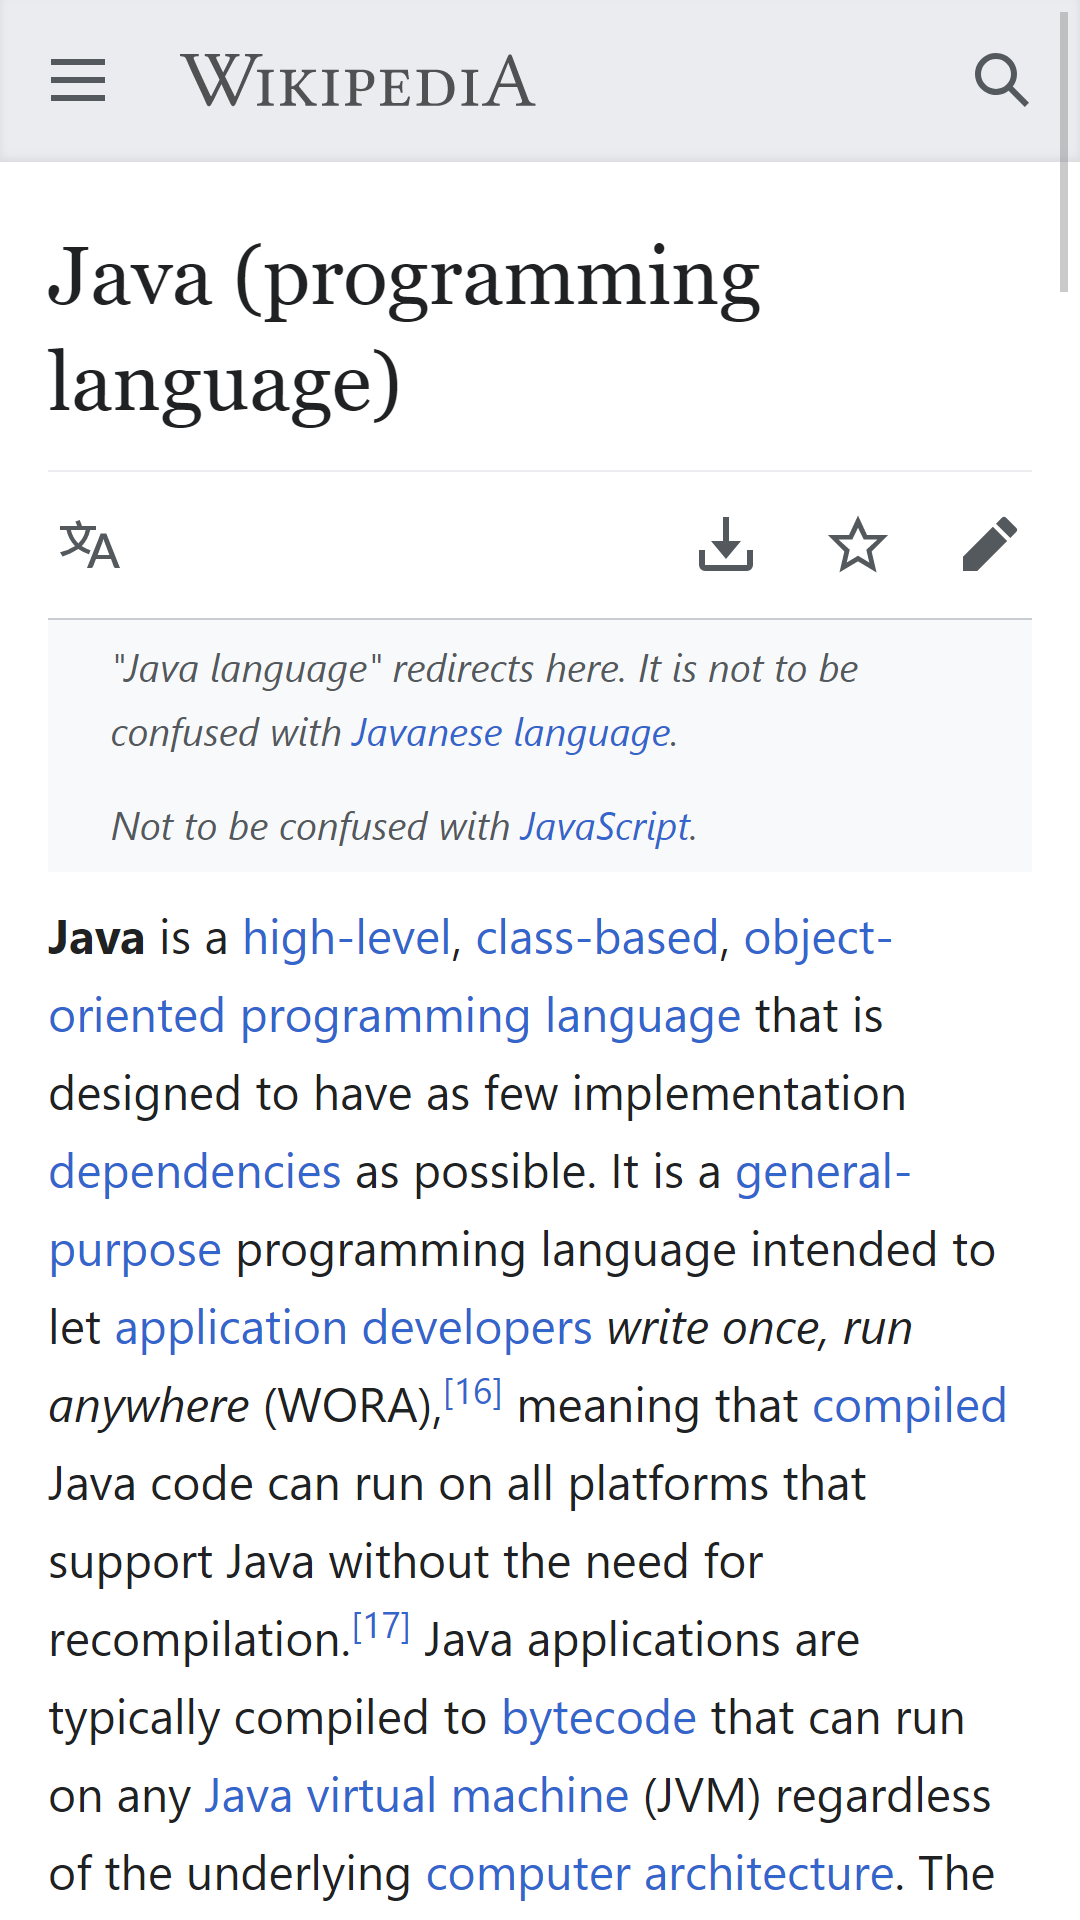 WIKIPEDIA
Java (programming
language)
文A
"Java language" redirects here. It is not to be
confused with Javanese language.
Not to be confused with JavaScript.
Java is a high-level, class-based, object-
oriented programming language that is
designed to have as few implementation
dependencies as possible. It is a general-
purpose programming language intended to
let application developers write once, run
anywhere (WORA),[16] meaning that compiled
Java code can run on all platforms that
support Java without the need for
recompilation.[17] Java applications are
typically compiled to bytecode that can run
on any Java virtual machine (JVM) regardless
of the underlying computer architecture. The